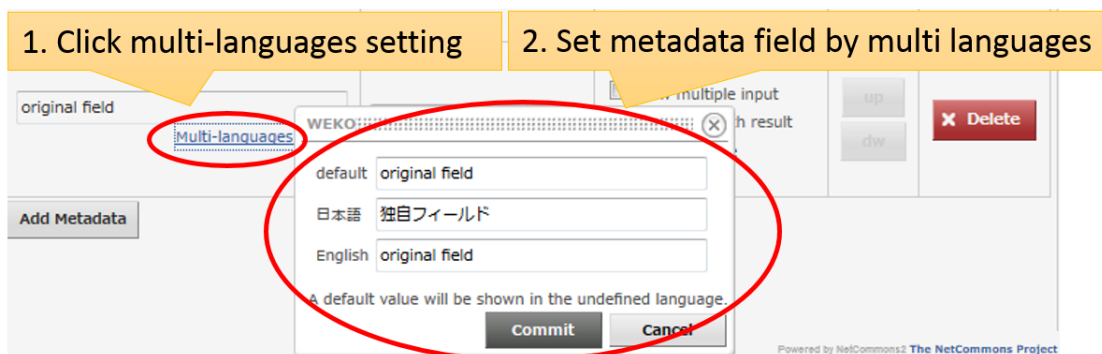 1. Click multi-languages setting
2. Set metadata field by multi languages
multiple input
original field
up
WEKO
h result
Delete
Multi-languages
dw
default original field
日本語 独自フィールド
Add Metadata
English original field
A default value will be shown in the undefined language.
Commit
Cancel
Powered by NetCommons2 The NetCommons Project